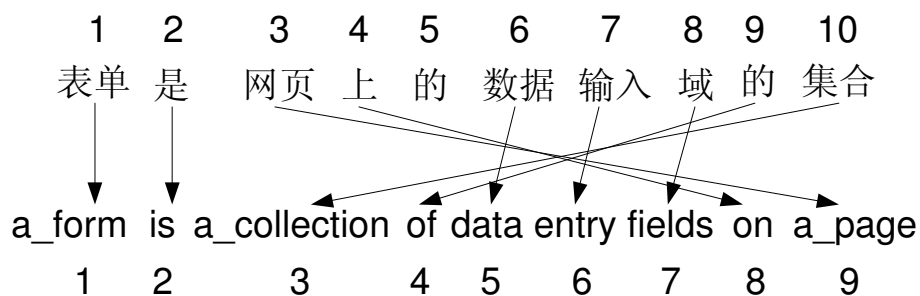 1 2 3 4 5 6 7 8 9 10
表单 是 网页 上 的 数据 输入 域 的 集合
a_form is a_collection of data entry fields on a_page
1 2 3 4 5 6 7 8 9